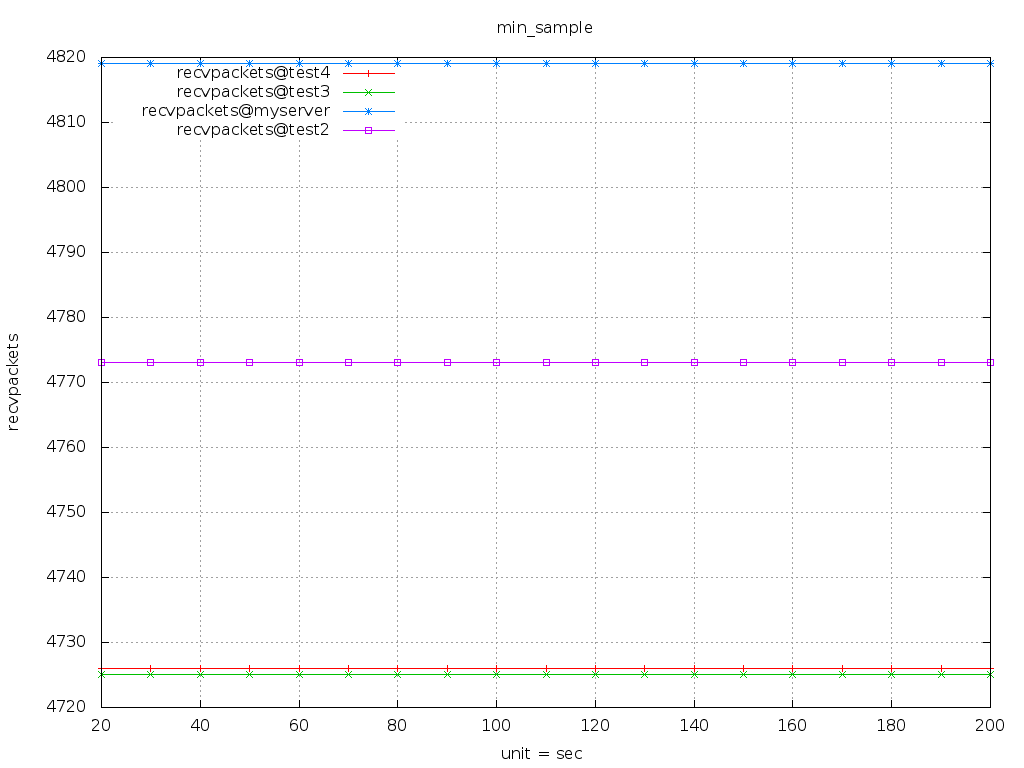 min_sample
4820
4810
4800
4790
4780
4770
4760
4750
4740
4730
4720
recvpackets
recvpackets@test4
recvpackets@test3
recvpackets@myserver
recvpackets@test2
20 40 60 80 100 120 140 160 180 200
unit = sec